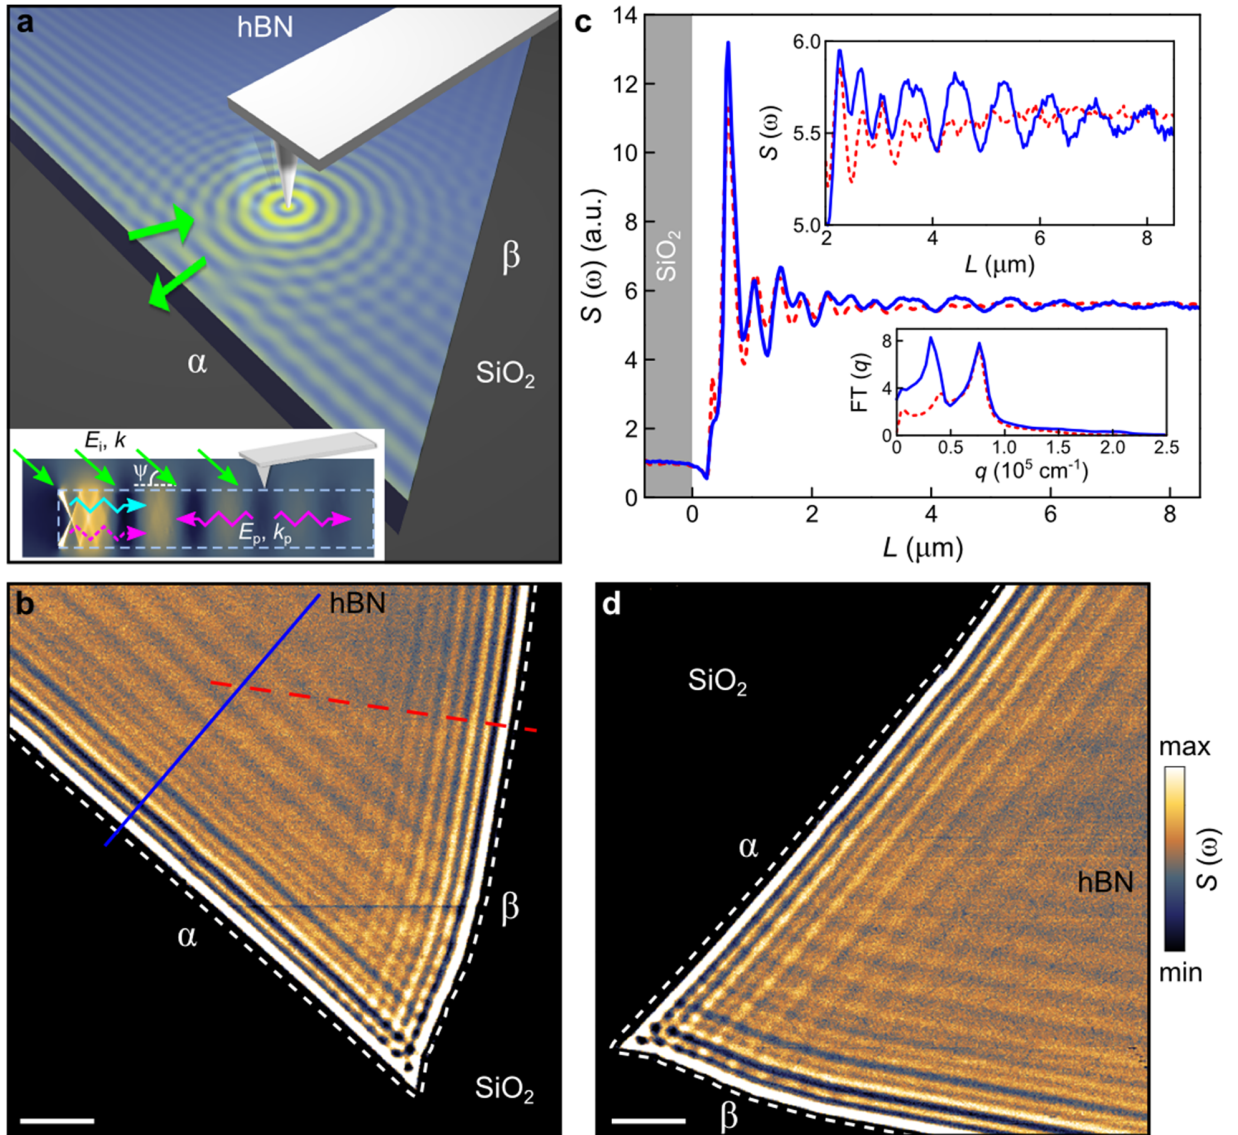 a
hBN
β
α
SiO₂
Eᵢ, k
ψ
Eₚ, kₚ
c
14
12
10
8
6
4
2
0
S (ω) (a.u.)
SiO₂
0
2
4
6
8
L (μm)
6.0
5.5
5.0
S (ω)
2
4
6
8
L (μm)
8
4
0
FT (q)
0
0.5
1.0
1.5
2.0
2.5
q (10⁵ cm⁻¹)
b
hBN
α
β
SiO₂
d
SiO₂
α
hBN
β
max
S (ω)
min